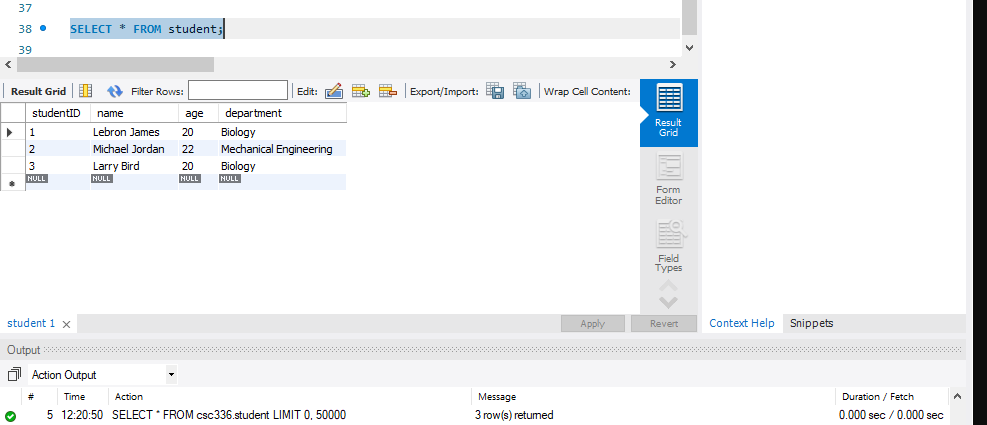 37
38 SELECT * FROM student;
39
Result Grid Filter Rows: Edit: Export/Import: Wrap Cell Content:
studentID name age department
1 Lebron James 20 Biology
2 Michael Jordan 22 Mechanical Engineering
3 Larry Bird 20 Biology
NULL NULL NULL NULL
Result
Grid
Form
Editor
Field
Types
student 1 Apply Revert Context Help Snippets
Output
Action Output
# Time Action Message Duration / Fetch
5 12:20:50 SELECT * FROM csc336.student LIMIT 0, 50000 3 row(s) returned 0.000 sec / 0.000 sec